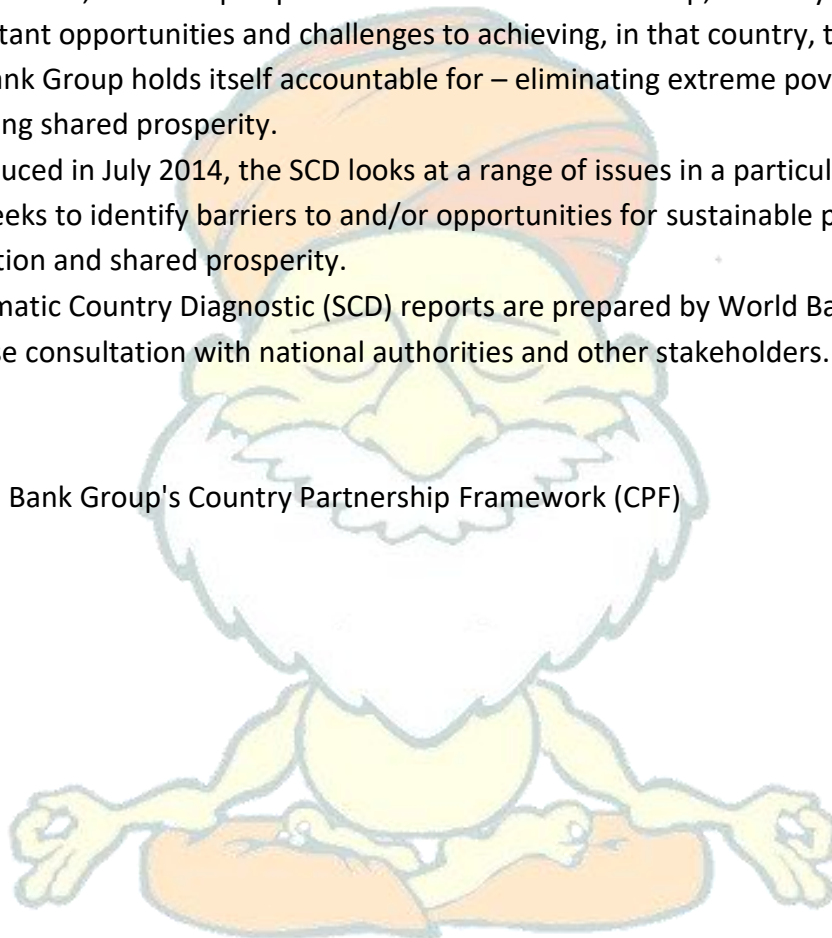 tant opportunities and challenges to achieving, in that country, t
nk Group holds itself accountable for – eliminating extreme pov
ng shared prosperity.
uced in July 2014, the SCD looks at a range of issues in a particul
eeks to identify barriers to and/or opportunities for sustainable p
tion and shared prosperity.
matic Country Diagnostic (SCD) reports are prepared by World Ba
se consultation with national authorities and other stakeholders.
Bank Group's Country Partnership Framework (CPF)